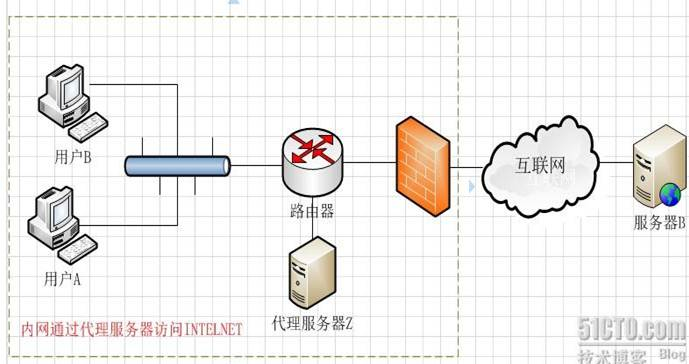 用户B
互联网
路由器
服务器B
用户A
代理服务器Z
内网通过代理服务器访问INTELNET
51CTO.com
技术博客 Blog